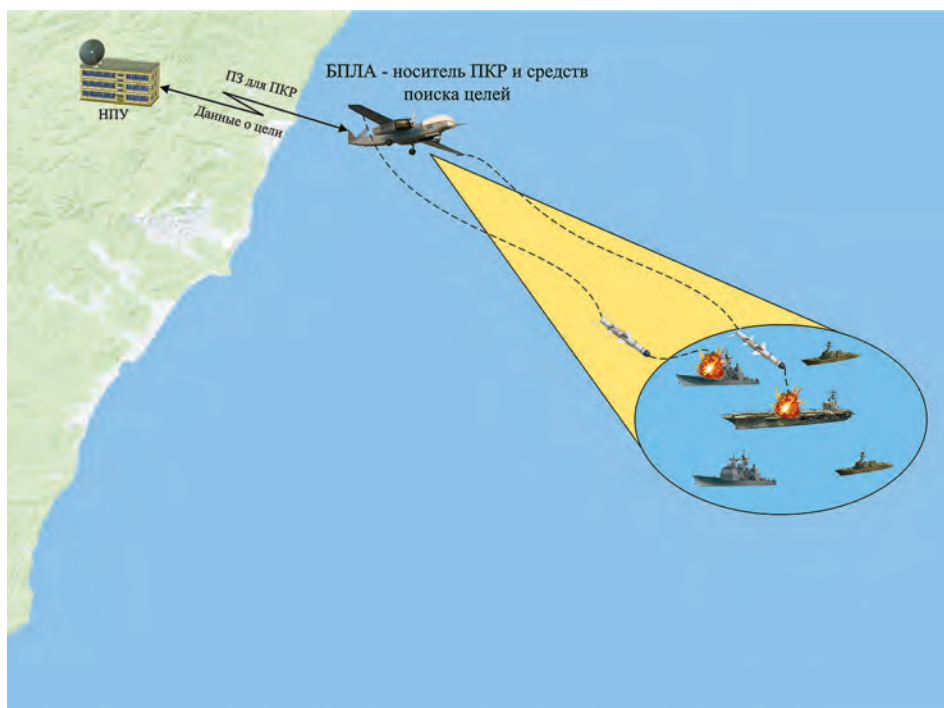 БПЛА - носитель ПКР и средств
поиска целей
ПЗ для ПКР
Данные о цели
НПУ